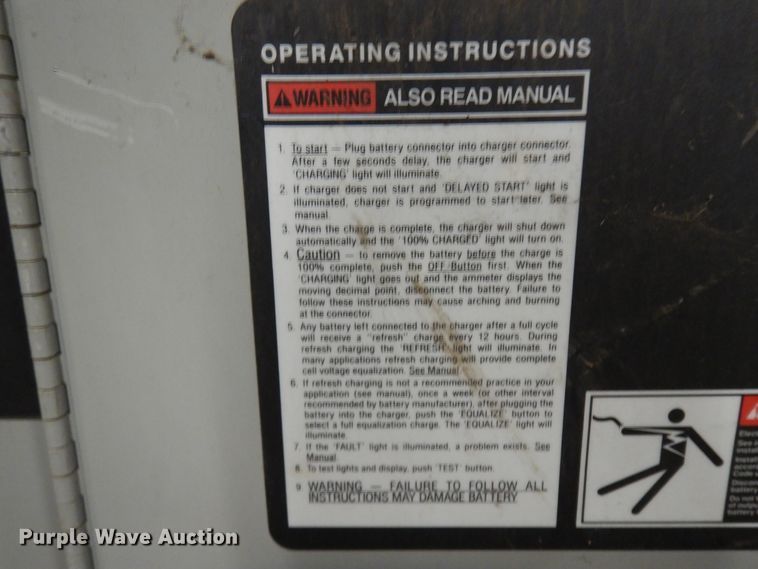 OPERATING INSTRUCTIONS
WARNING ALSO READ MANUAL
1. To start — Plug battery connector into charger connector.
After a few seconds delay, the charger will start and
'CHARGING' light will illuminate.
2. If charger does not start and 'DELAYED START' light is
illuminated, charger is programmed to start later. See
manual.
3. When the charge is complete, the charger will shut down
automatically and the '100% CHARGED' light will turn on.
4. Caution — to remove the battery before the charge is
100% complete, push the OFF Button first. When the
'CHARGING' light goes out and the ammeter displays the
moving decimal point, disconnect the battery. Failure to
follow these instructions may cause arching and burning
at the connector.
5. Any battery left connected to the charger after a full cycle
will receive a "refresh" charge every 12 hours. During
refresh charging the 'REFRESH' light will illuminate. In
many applications refresh charging will provide complete
cell voltage equalization. See Manual.
6. If refresh charging is not a recommended practice in your
application (see manual), once a week (or other interval
recommended by battery manufacturer), after plugging the
battery into the charger, push the 'EQUALIZE' button to
select a full equalization charge. The 'EQUALIZE' light will
illuminate.
7. If the 'FAULT' light is illuminated, a problem exists. See
Manual.
8. To test lights and display, push 'TEST' button.
9. WARNING — FAILURE TO FOLLOW ALL
INSTRUCTIONS MAY DAMAGE BATTERY
Purple Wave Auction